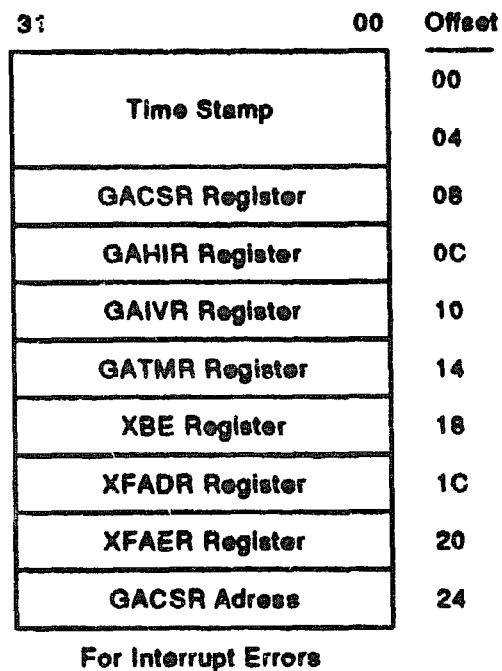 31 00 Offset
00
Time Stamp
04
GACSR Register 08
GAHIR Register 0C
GAIVR Register 10
GATMR Register 14
XBE Register 18
XFADR Register 1C
XFAER Register 20
GACSR Adress 24
For Interrupt Errors